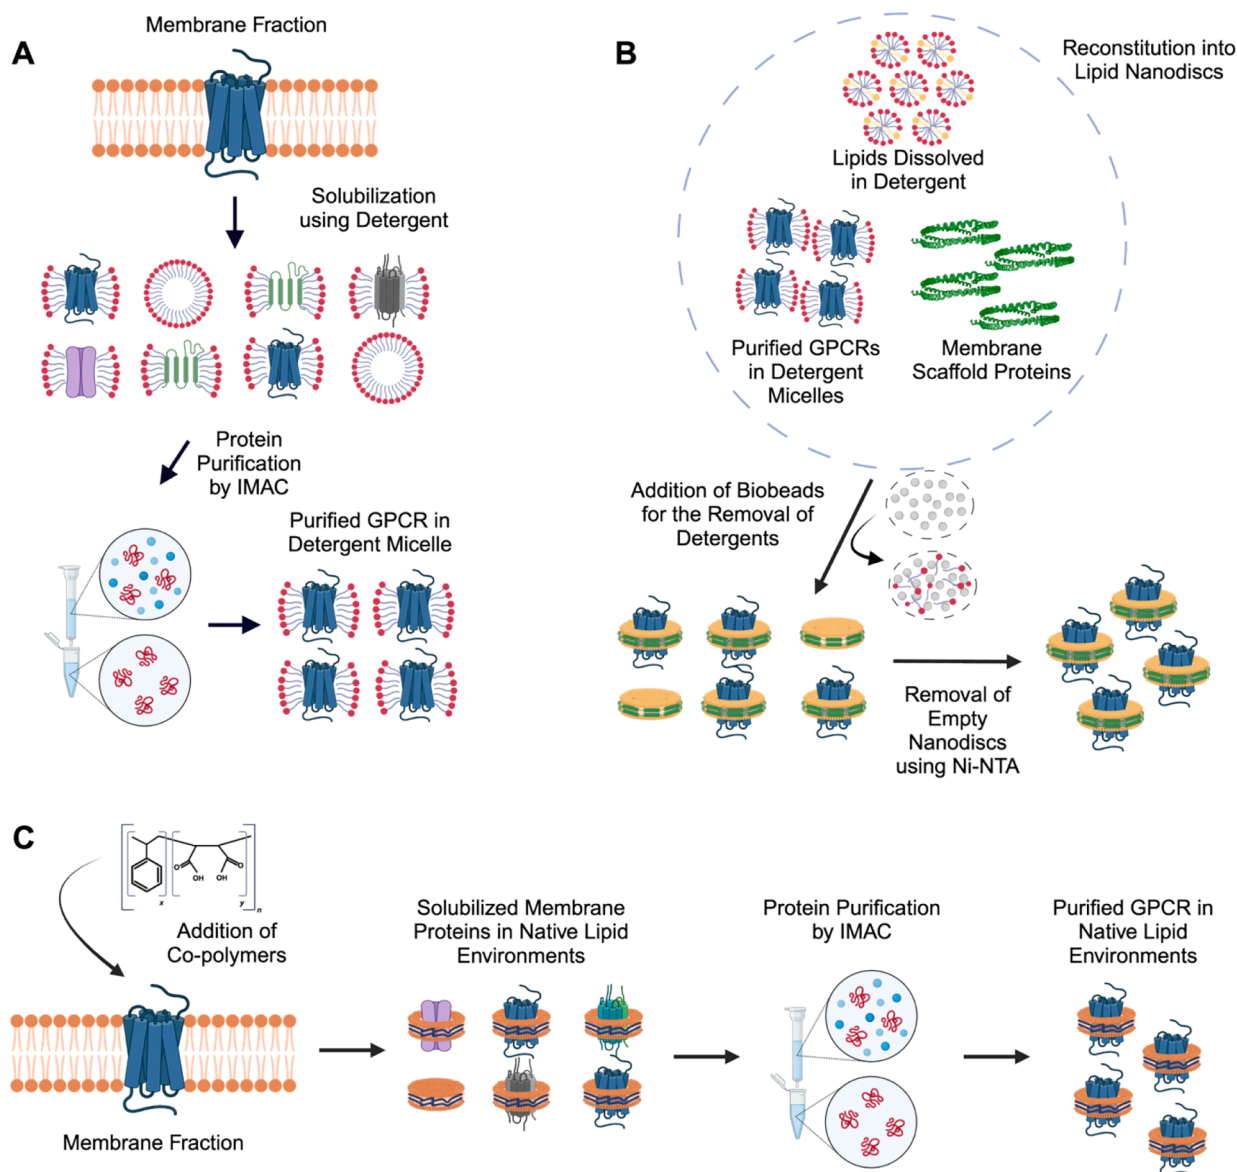 A
Membrane Fraction
Solubilization
using Detergent
Protein
Purification
by IMAC
Purified GPCR in
Detergent Micelle
B
Reconstitution into
Lipid Nanodiscs
Lipids Dissolved
in Detergent
Purified GPCRs
in Detergent
Micelles
Membrane
Scaffold Proteins
Addition of Biobeads
for the Removal of
Detergents
Removal of
Empty
Nanodiscs
using Ni-NTA
C
O
OH
OH
O
x
y
n
Addition of
Co-polymers
Membrane Fraction
Solubilized Membrane
Proteins in Native Lipid
Environments
Protein Purification
by IMAC
Purified GPCR in
Native Lipid
Environments